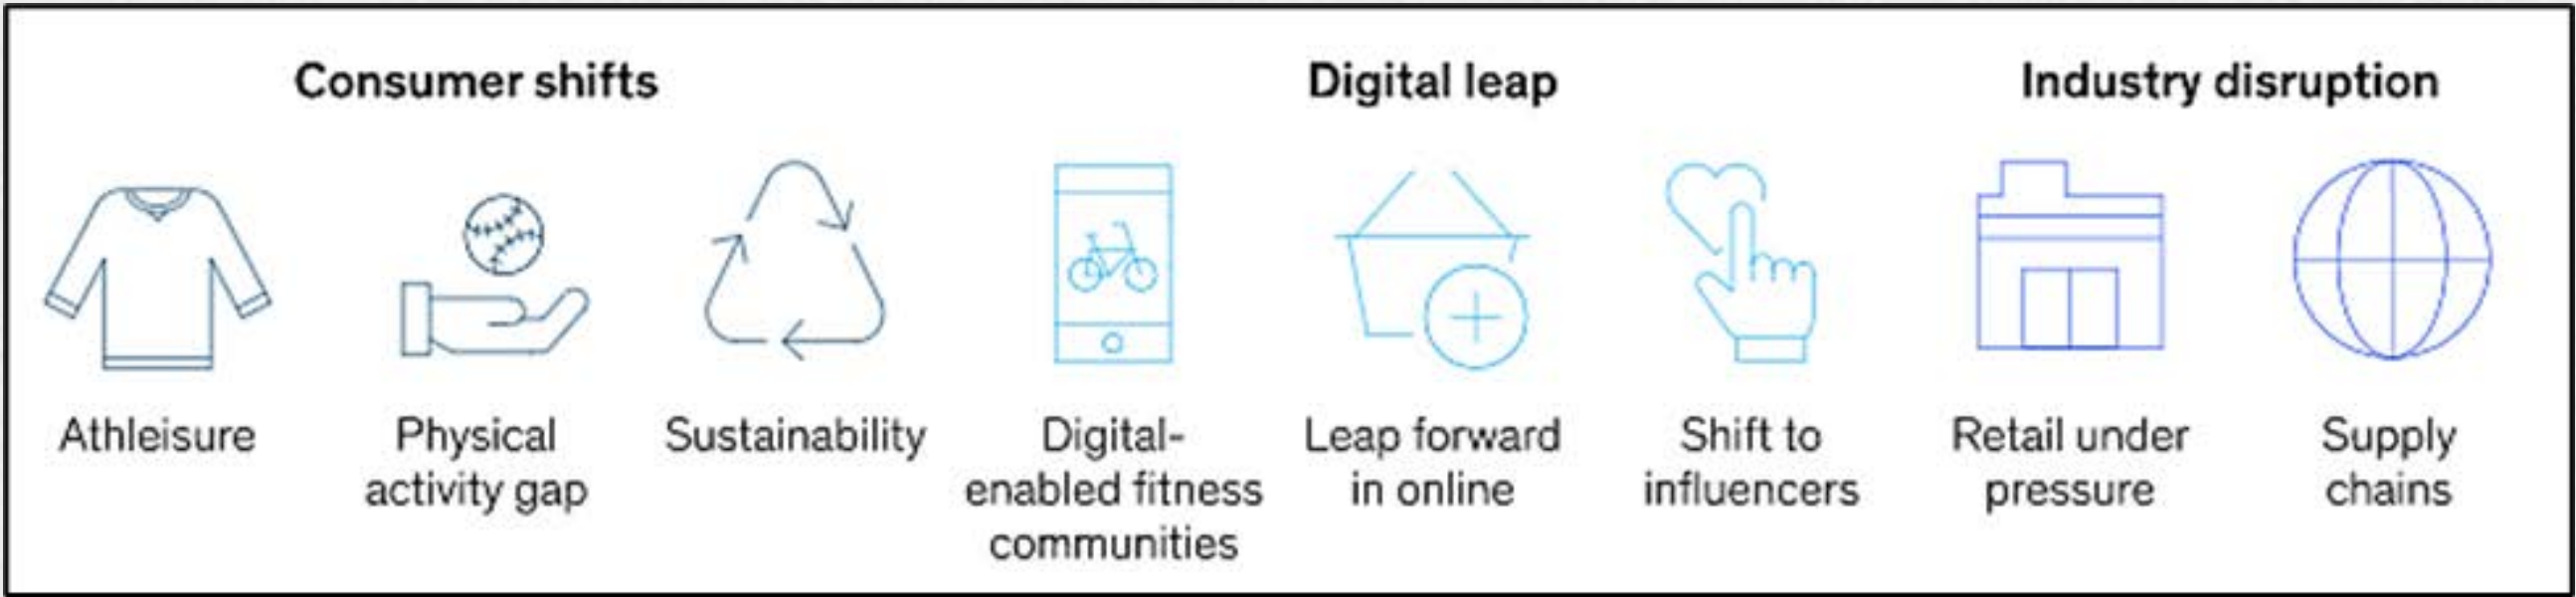 Consumer shifts
Digital leap
Industry disruption
Athleisure
Physical
activity gap
Sustainability
Digital-
enabled fitness
communities
Leap forward
in online
Shift to
influencers
Retail under
pressure
Supply
chains